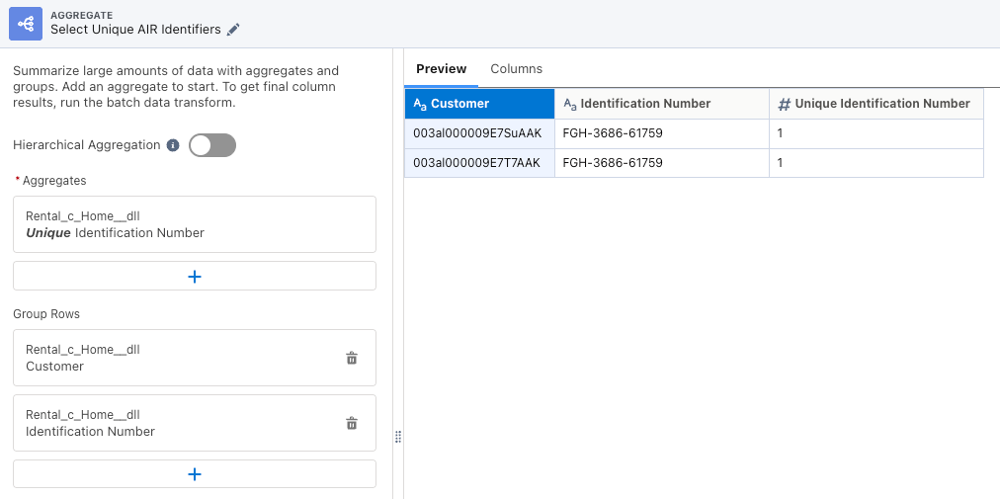 AGGREGATE
Select Unique AIR Identifiers
Summarize large amounts of data with aggregates and
groups. Add an aggregate to start. To get final column
results, run the batch data transform.
Hierarchical Aggregation
* Aggregates
Rental_c_Home__dll
Unique Identification Number
+
Group Rows
Rental_c_Home__dll
Customer
Rental_c_Home__dll
Identification Number
+
Preview Columns
Aa Customer Aa Identification Number # Unique Identification Number
003al000009E7SuAAK FGH-3686-61759 1
003al000009E7T7AAK FGH-3686-61759 1